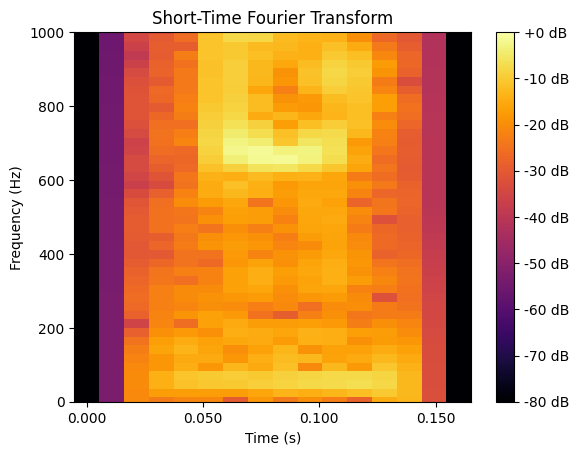 Short-Time Fourier Transform
1000
800
600
400
200
0
Frequency (Hz)
0.000
0.050
0.100
0.150
Time (s)
+0 dB
-10 dB
-20 dB
-30 dB
-40 dB
-50 dB
-60 dB
-70 dB
-80 dB